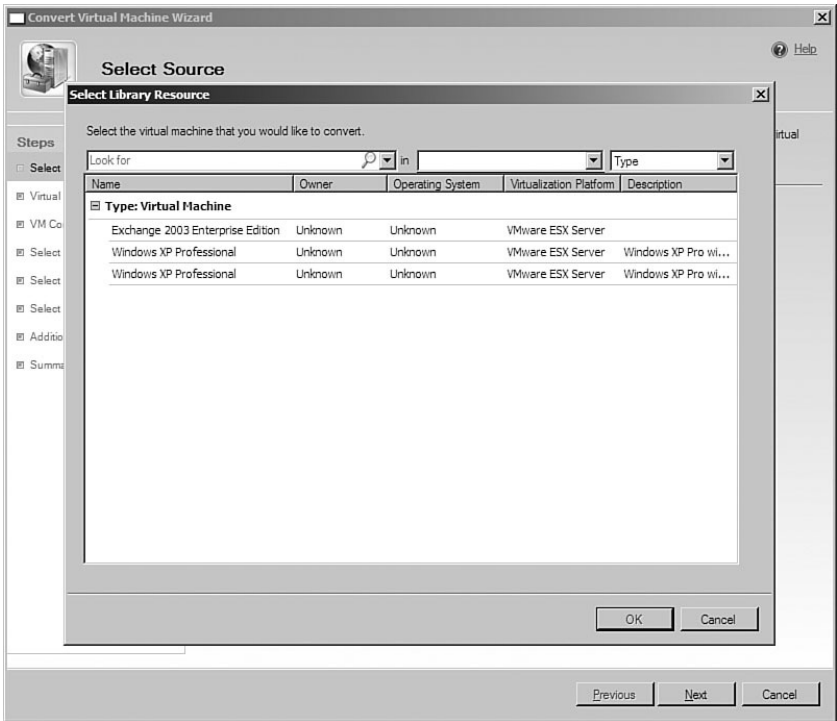 Convert Virtual Machine Wizard
Help
Select Source
Select Library Resource
Steps
Select
Virtual
VM Co
Select
Select
Select
Additio
Summa
irtual
Select the virtual machine that you would like to convert.
Look for in Type
Name Owner Operating System Virtualization Platform Description
Type: Virtual Machine
Exchange 2003 Enterprise Edition Unknown Unknown VMware ESX Server
Windows XP Professional Unknown Unknown VMware ESX Server Windows XP Pro wi...
Windows XP Professional Unknown Unknown VMware ESX Server Windows XP Pro wi...
OK Cancel
Previous Next Cancel